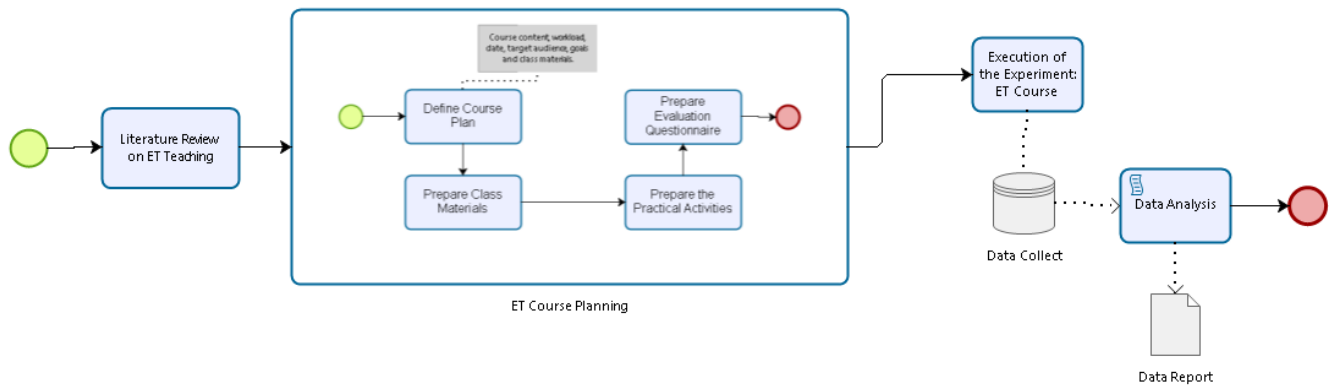 Course content, workload,
date, target audience, goals
and class materials.
Literature Review
on ET Teaching
Define Course
Plan
Prepare
Evaluation
Questionnaire
Prepare Class
Materials
Prepare the
Practical Activities
ET Course Planning
Execution of
the Experiment:
ET Course
Data Collect
Data Analysis
Data Report